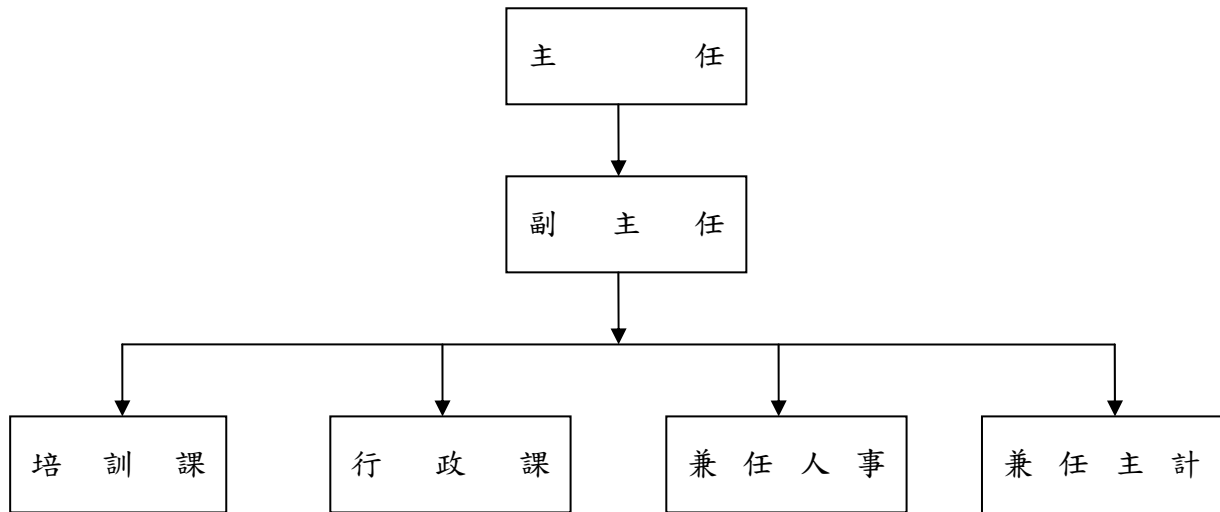 主任
副主任
培訓課
行政課
兼任人事
兼任主計